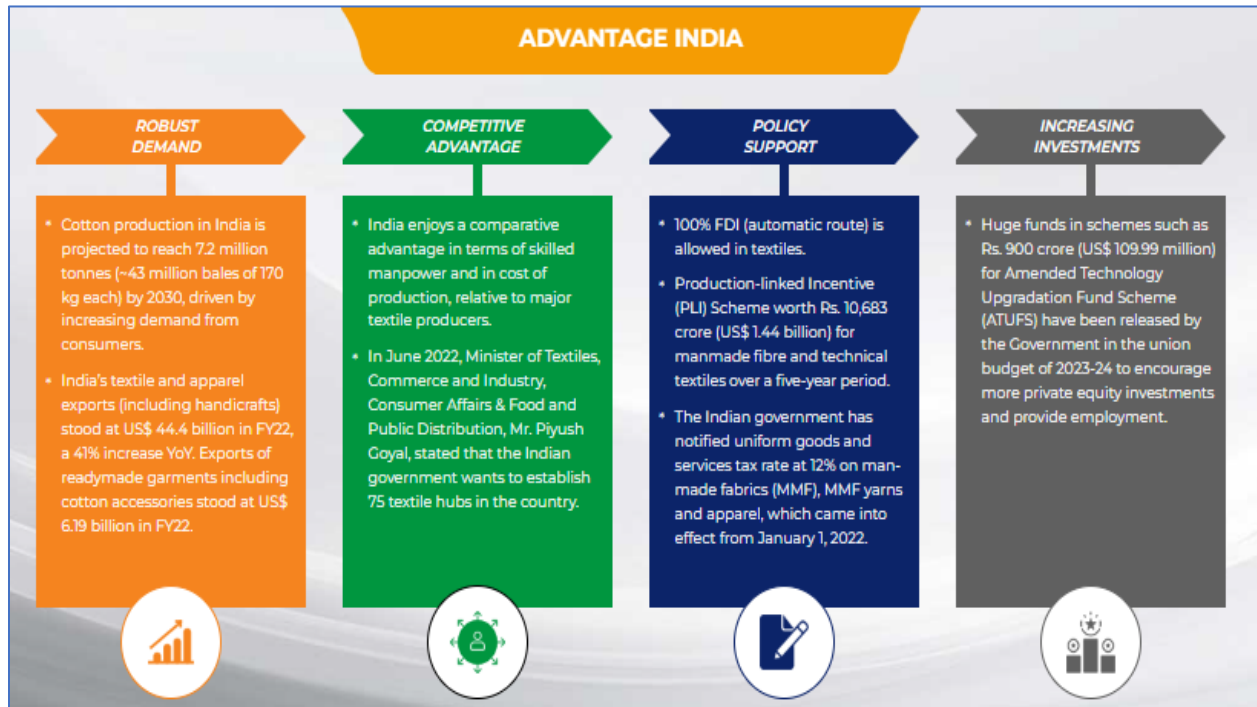 ADVANTAGE INDIA
ROBUST
DEMAND
* Cotton production in India is
projected to reach 7.2 million
tonnes (~43 million bales of 170
kg each) by 2030, driven by
increasing demand from
consumers.
* India's textile and apparel
exports (including handicrafts)
stood at US$ 44.4 billion in FY22,
a 41% increase YoY. Exports of
readymade garments including
cotton accessories stood at US$
6.19 billion in FY22.
COMPETITIVE
ADVANTAGE
* India enjoys a comparative
advantage in terms of skilled
manpower and in cost of
production, relative to major
textile producers.
* In June 2022, Minister of Textiles,
Commerce and Industry,
Consumer Affairs & Food and
Public Distribution, Mr. Piyush
Goyal, stated that the Indian
government wants to establish
75 textile hubs in the country.
POLICY
SUPPORT
* 100% FDI (automatic route) is
allowed in textiles.
* Production-linked Incentive
(PLI) Scheme worth Rs. 10,683
crore (US$ 1.44 billion) for
manmade fibre and technical
textiles over a five-year period.
* The Indian government has
notified uniform goods and
services tax rate at 12% on man-
made fabrics (MMF), MMF yarns
and apparel, which came into
effect from January 1, 2022.
INCREASING
INVESTMENTS
* Huge funds in schemes such as
Rs. 900 crore (US$ 109.99 million)
for Amended Technology
Upgradation Fund Scheme
(ATUFS) have been released by
the Government in the union
budget of 2023-24 to encourage
more private equity investments
and provide employment.